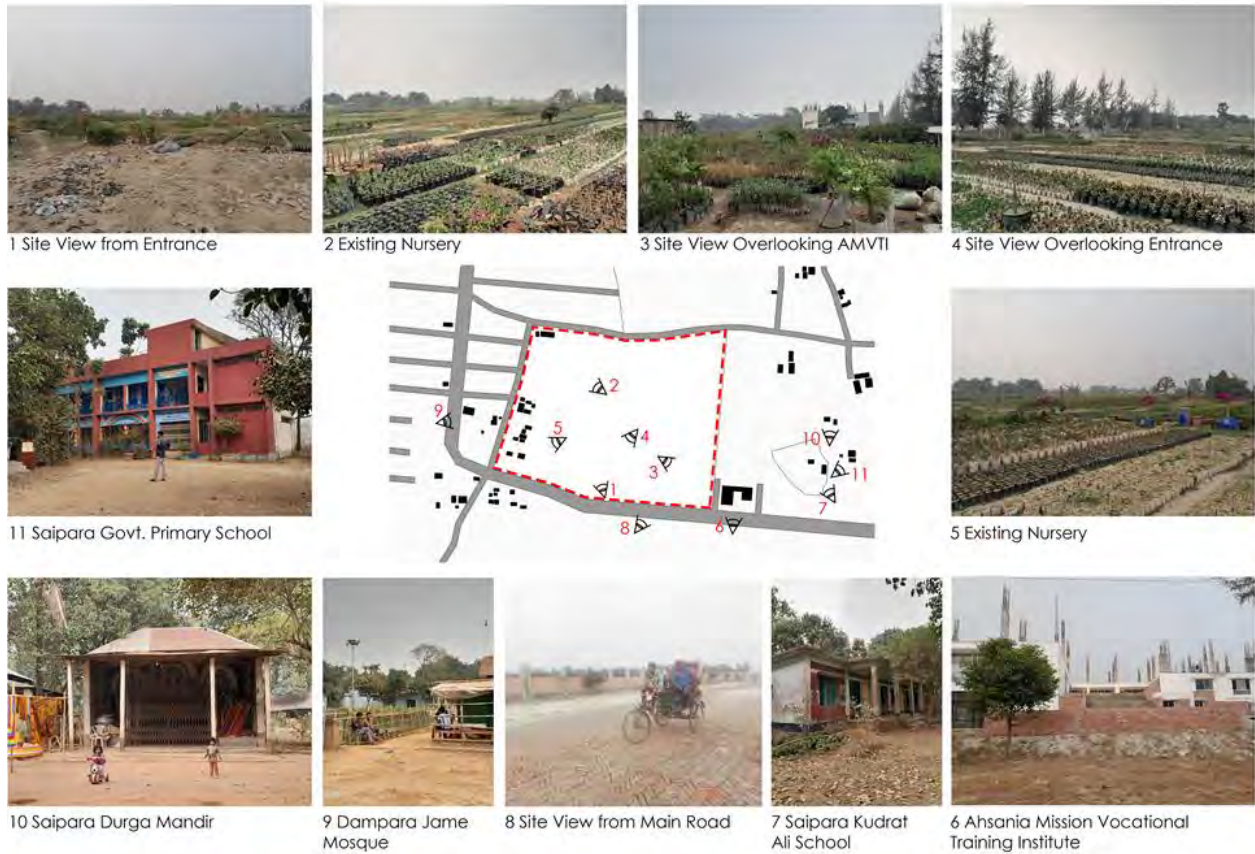 1 Site View from Entrance
2 Existing Nursery
3 Site View Overlooking AMVTI
4 Site View Overlooking Entrance
11 Saipara Govt. Primary School
9
2
5
4
3
1
8
6
10
11
7
5 Existing Nursery
10 Saipara Durga Mandir
9 Dampara Jame
Mosque
8 Site View from Main Road
7 Saipara Kudrat
Ali School
6 Ahsania Mission Vocational
Training Institute